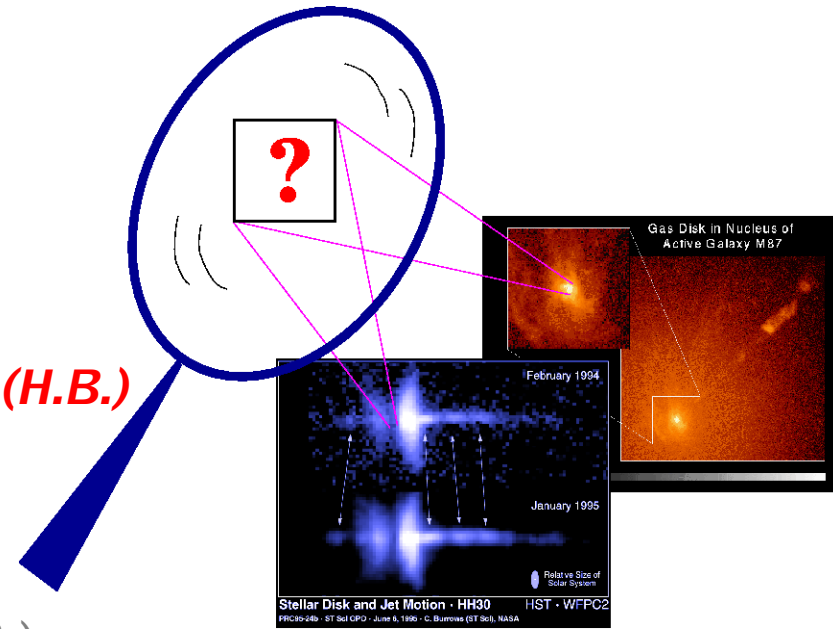 ?
Gas Disk in Nucleus of
Active Galaxy M87
(H.B.)
February 1994
January 1995
Relative Size of
Solar System
Stellar Disk and Jet Motion · HH30 HST · WFPC2
PRC95-24b · ST ScI OPO · June 6, 1995 · C. Burrows (ST ScI), NASA